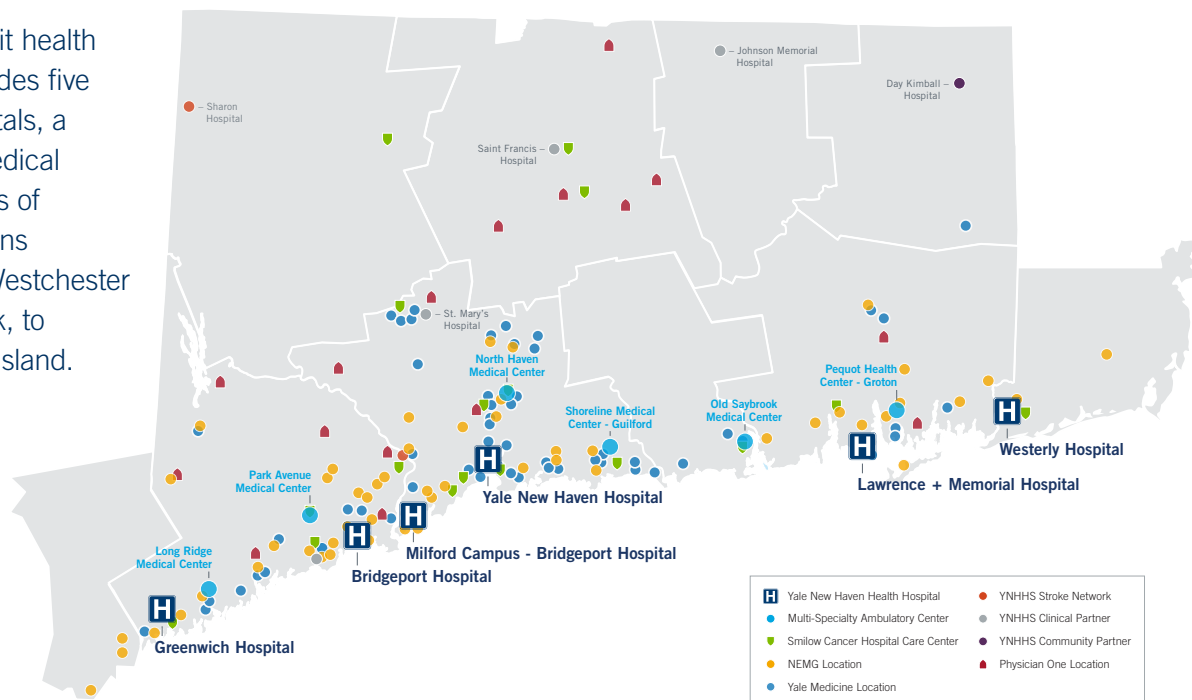 it health
des five
tals, a
edical
s of
ns
Westchester
k, to
sland.
– Johnson Memorial
Hospital
Day Kimball –
Hospital
– Sharon
Hospital
Saint Francis –
Hospital
– St. Mary's
Hospital
North Haven
Medical Center
Pequot Health
Center - Groton
Shoreline Medical
Center - Guilford
Old Saybrook
Medical Center
H
Westerly Hospital
H
Lawrence + Memorial Hospital
H
Yale New Haven Hospital
Park Avenue
Medical Center
H
Milford Campus - Bridgeport Hospital
H
Bridgeport Hospital
Long Ridge
Medical Center
H
Greenwich Hospital
H Yale New Haven Health Hospital
Multi-Specialty Ambulatory Center
Smilow Cancer Hospital Care Center
NEMG Location
Yale Medicine Location
YNHHS Stroke Network
YNHHS Clinical Partner
YNHHS Community Partner
Physician One Location